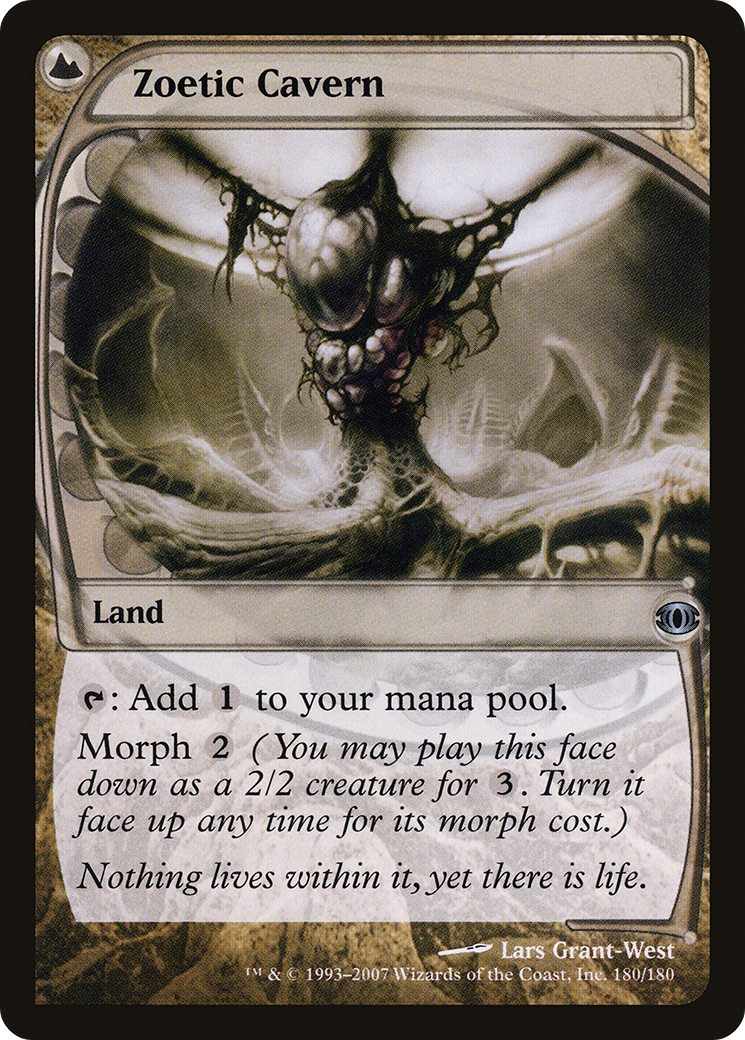 Zoetic Cavern
Land
: Add 1 to your mana pool.
Morph 2 (You may play this face
down as a 2/2 creature for 3. Turn it
face up any time for its morph cost.)
Nothing lives within it, yet there is life.
Lars Grant-West
™ & © 1993–2007 Wizards of the Coast, Inc. 180/180